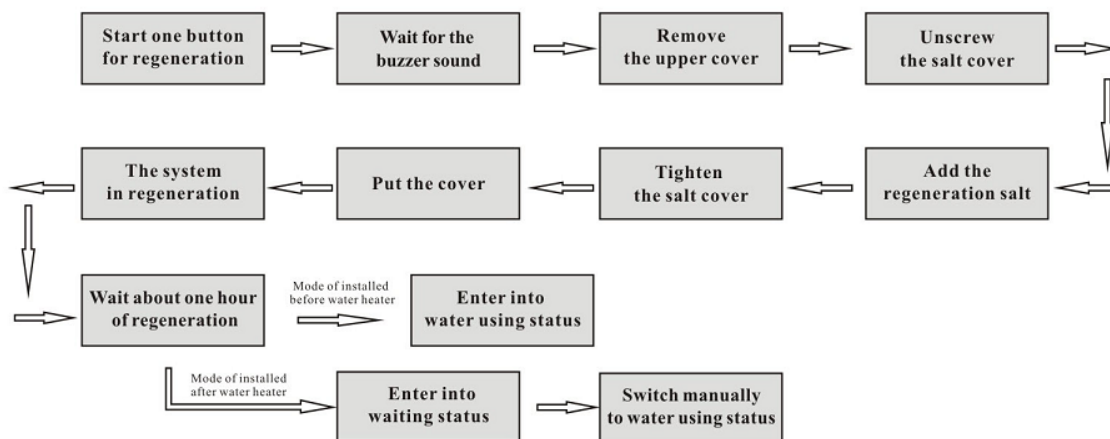 Start one button
for regeneration
Wait for the
buzzer sound
Remove
the upper cover
Unscrew
the salt cover
The system
in regeneration
Put the cover
Tighten
the salt cover
Add the
regeneration salt
Wait about one hour
of regeneration
Mode of installed
before water heater
Enter into
water using status
Mode of installed
after water heater
Enter into
waiting status
Switch manually
to water using status